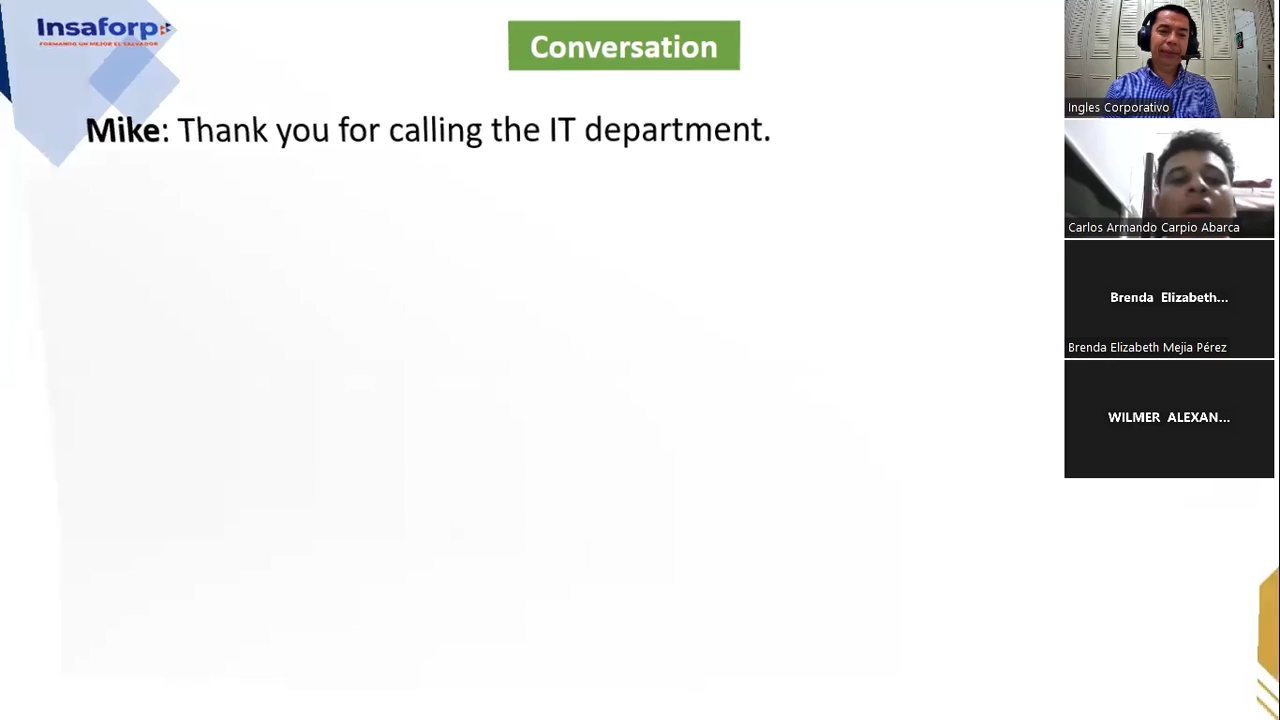 Insaforp
FORMANDO UN MEJOR EL SALVADOR
Conversation
Mike: Thank you for calling the IT department.
Ingles Corporativo
Carlos Armando Carpio Abarca
Brenda Elizabeth...
Brenda Elizabeth Mejia Pérez
WILMER ALEXAN...